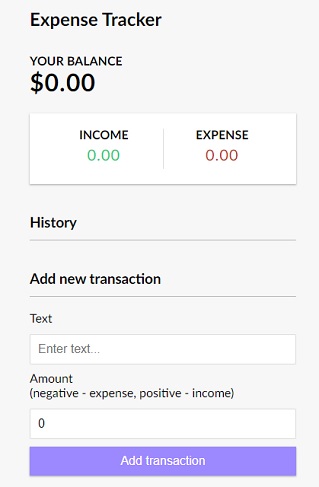 Expense Tracker
YOUR BALANCE
$0.00
INCOME EXPENSE
0.00 0.00
History
Add new transaction
Text
Enter text...
Amount
(negative - expense, positive - income)
0
Add transaction